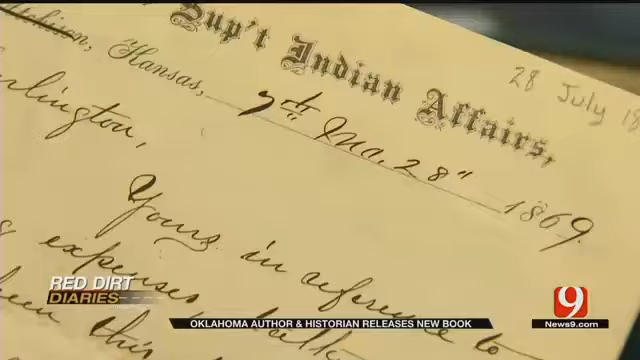 Sup't Indian Affairs,
28 July 18
Kansas, 7th Mo. 28" 1869.
Yours in reference to
expenses
RED DIRT
DIARIES
OKLAHOMA AUTHOR & HISTORIAN RELEASES NEW BOOK
9
News9.com